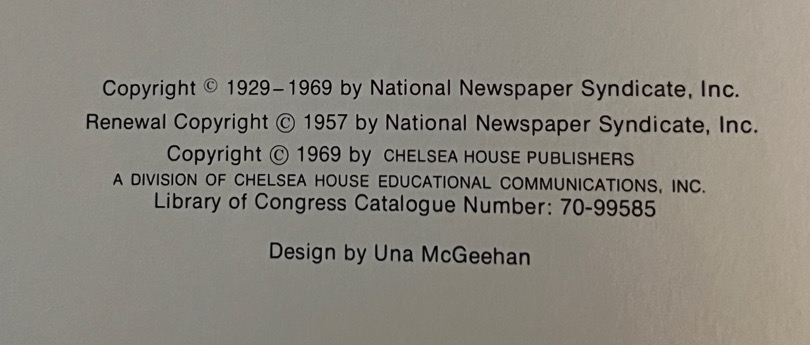 Copyright © 1929–1969 by National Newspaper Syndicate, Inc.
Renewal Copyright © 1957 by National Newspaper Syndicate, Inc.
Copyright © 1969 by CHELSEA HOUSE PUBLISHERS
A DIVISION OF CHELSEA HOUSE EDUCATIONAL COMMUNICATIONS, INC.
Library of Congress Catalogue Number: 70-99585
Design by Una McGeehan